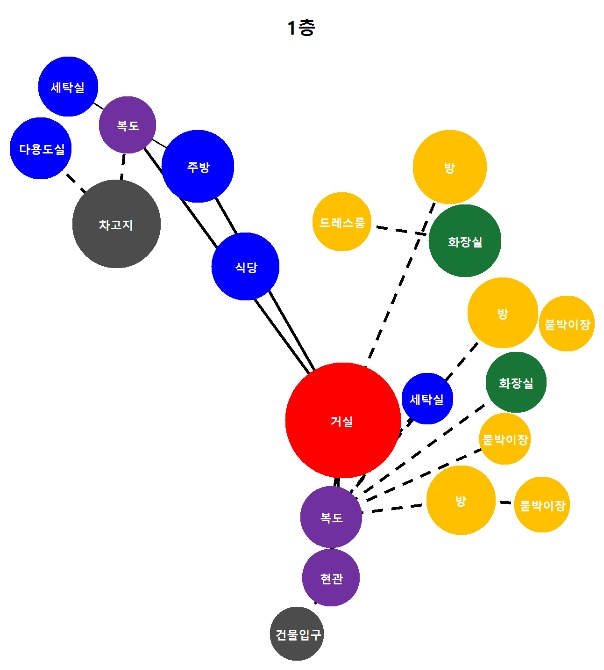 1층
세탁실
복도
다용도실
주방
방
차고지
드레스룸
화장실
식당
방
붙박이장
화장실
세탁실
거실
붙박이장
방
붙박이장
복도
현관
건물입구